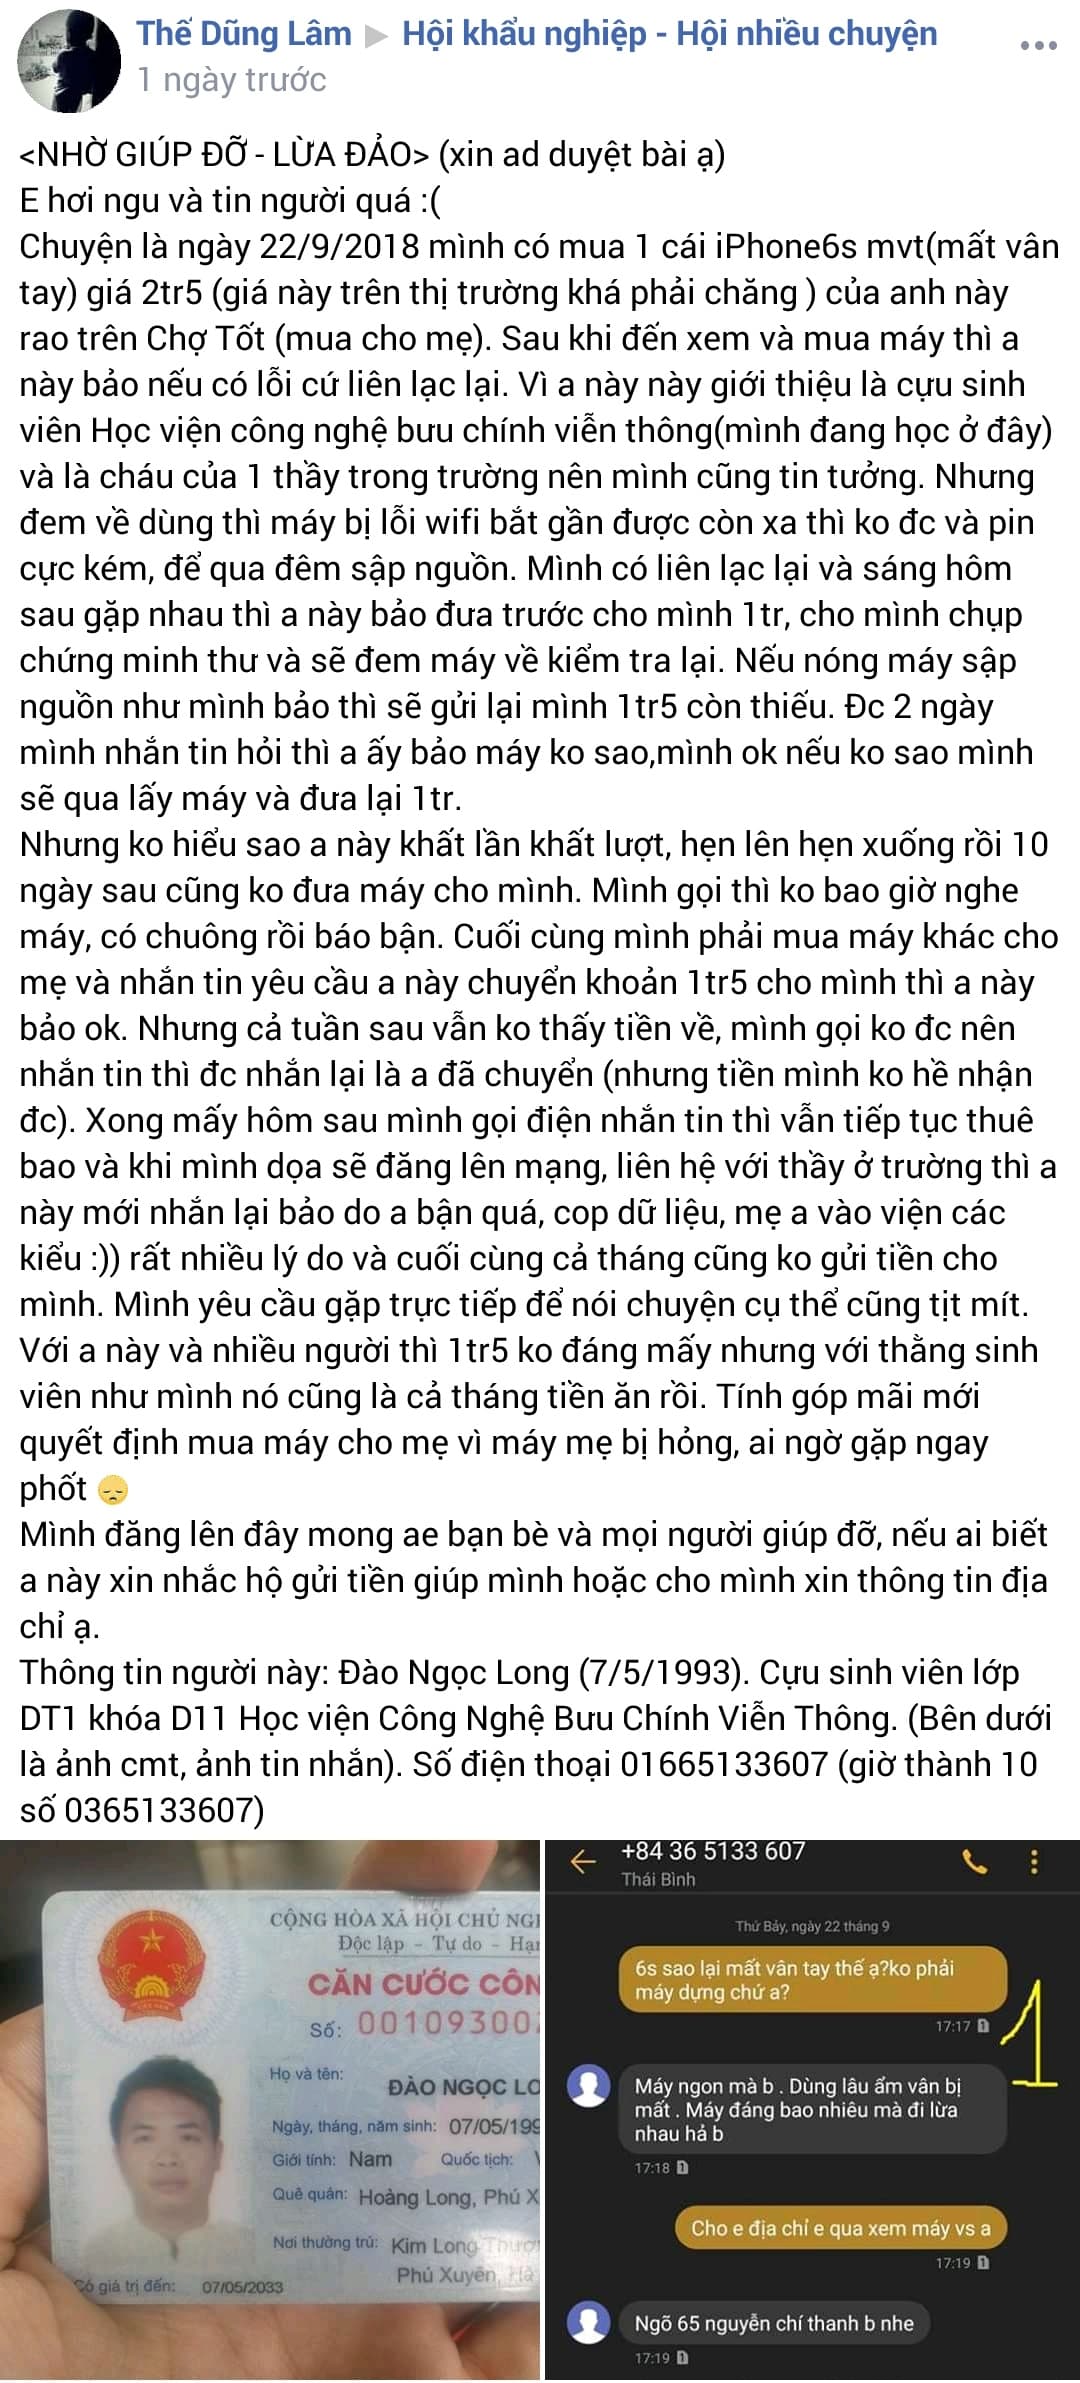 Thế Dũng Lâm ▶ Hội khẩu nghiệp - Hội nhiều chuyện
1 ngày trước
<NHỜ GIÚP ĐỠ - LỪA ĐẢO> (xin ad duyệt bài ạ)
E hơi ngu và tin người quá :(
Chuyện là ngày 22/9/2018 mình có mua 1 cái iPhone6s mvt(mất vân
tay) giá 2tr5 (giá này trên thị trường khá phải chăng ) của anh này
rao trên Chợ Tốt (mua cho mẹ). Sau khi đến xem và mua máy thì a
này bảo nếu có lỗi cứ liên lạc lại. Vì a này này giới thiệu là cựu sinh
viên Học viện công nghệ bưu chính viễn thông(mình đang học ở đây)
và là cháu của 1 thầy trong trường nên mình cũng tin tưởng. Nhưng
đem về dùng thì máy bị lỗi wifi bắt gần được còn xa thì ko đc và pin
cực kém, để qua đêm sập nguồn. Mình có liên lạc lại và sáng hôm
sau gặp nhau thì a này bảo đưa trước cho mình 1tr, cho mình chụp
chứng minh thư và sẽ đem máy về kiểm tra lại. Nếu nóng máy sập
nguồn như mình bảo thì sẽ gửi lại mình 1tr5 còn thiếu. Đc 2 ngày
mình nhắn tin hỏi thì a ấy bảo máy ko sao,mình ok nếu ko sao mình
sẽ qua lấy máy và đưa lại 1tr.
Nhưng ko hiểu sao a này khất lần khất lượt, hẹn lên hẹn xuống rồi 10
ngày sau cũng ko đưa máy cho mình. Mình gọi thì ko bao giờ nghe
máy, có chuông rồi báo bận. Cuối cùng mình phải mua máy khác cho
mẹ và nhắn tin yêu cầu a này chuyển khoản 1tr5 cho mình thì a này
bảo ok. Nhưng cả tuần sau vẫn ko thấy tiền về, mình gọi ko đc nên
nhắn tin thì đc nhắn lại là a đã chuyển (nhưng tiền mình ko hề nhận
đc). Xong mấy hôm sau mình gọi điện nhắn tin thì vẫn tiếp tục thuê
bao và khi mình dọa sẽ đăng lên mạng, liên hệ với thầy ở trường thì a
này mới nhắn lại bảo do a bận quá, cop dữ liệu, mẹ a vào viện các
kiểu :)) rất nhiều lý do và cuối cùng cả tháng cũng ko gửi tiền cho
mình. Mình yêu cầu gặp trực tiếp để nói chuyện cụ thể cũng tịt mít.
Với a này và nhiều người thì 1tr5 ko đáng mấy nhưng với thằng sinh
viên như mình nó cũng là cả tháng tiền ăn rồi. Tính góp mãi mới
quyết định mua máy cho mẹ vì máy mẹ bị hỏng, ai ngờ gặp ngay
phốt 😞
Mình đăng lên đây mong ae bạn bè và mọi người giúp đỡ, nếu ai biết
a này xin nhắc hộ gửi tiền giúp mình hoặc cho mình xin thông tin địa
chỉ ạ.
Thông tin người này: Đào Ngọc Long (7/5/1993). Cựu sinh viên lớp
DT1 khóa D11 Học viện Công Nghệ Bưu Chính Viễn Thông. (Bên dưới
là ảnh cmt, ảnh tin nhắn). Số điện thoại 01665133607 (giờ thành 10
số 0365133607)
CỘNG HÒA XÃ HỘI CHỦ NGH
Độc lập - Tự do - Hạn
CĂN CƯỚC CÔN
Số: 00109300
Họ và tên:
ĐÀO NGỌC LO
Ngày, tháng, năm sinh: 07/05/199
Giới tính: Nam Quốc tịch: V
Quê quán: Hoàng Long, Phú X
Nơi thường trú: Kim Long Thượ
Phú Xuyên, Hà
Có giá trị đến: 07/05/2033
+84 36 5133 607
Thái Bình
Thứ Bảy, ngày 22 tháng 9
6s sao lại mất vân tay thế ạ?ko phải
máy dựng chứ a?
17:17
1
Máy ngon mà b . Dùng lâu ẩm vân bị
mất . Máy đáng bao nhiêu mà đi lừa
nhau hả b
17:18
Cho e địa chỉ e qua xem máy vs a
17:19
Ngõ 65 nguyễn chí thanh b nhe
17:19